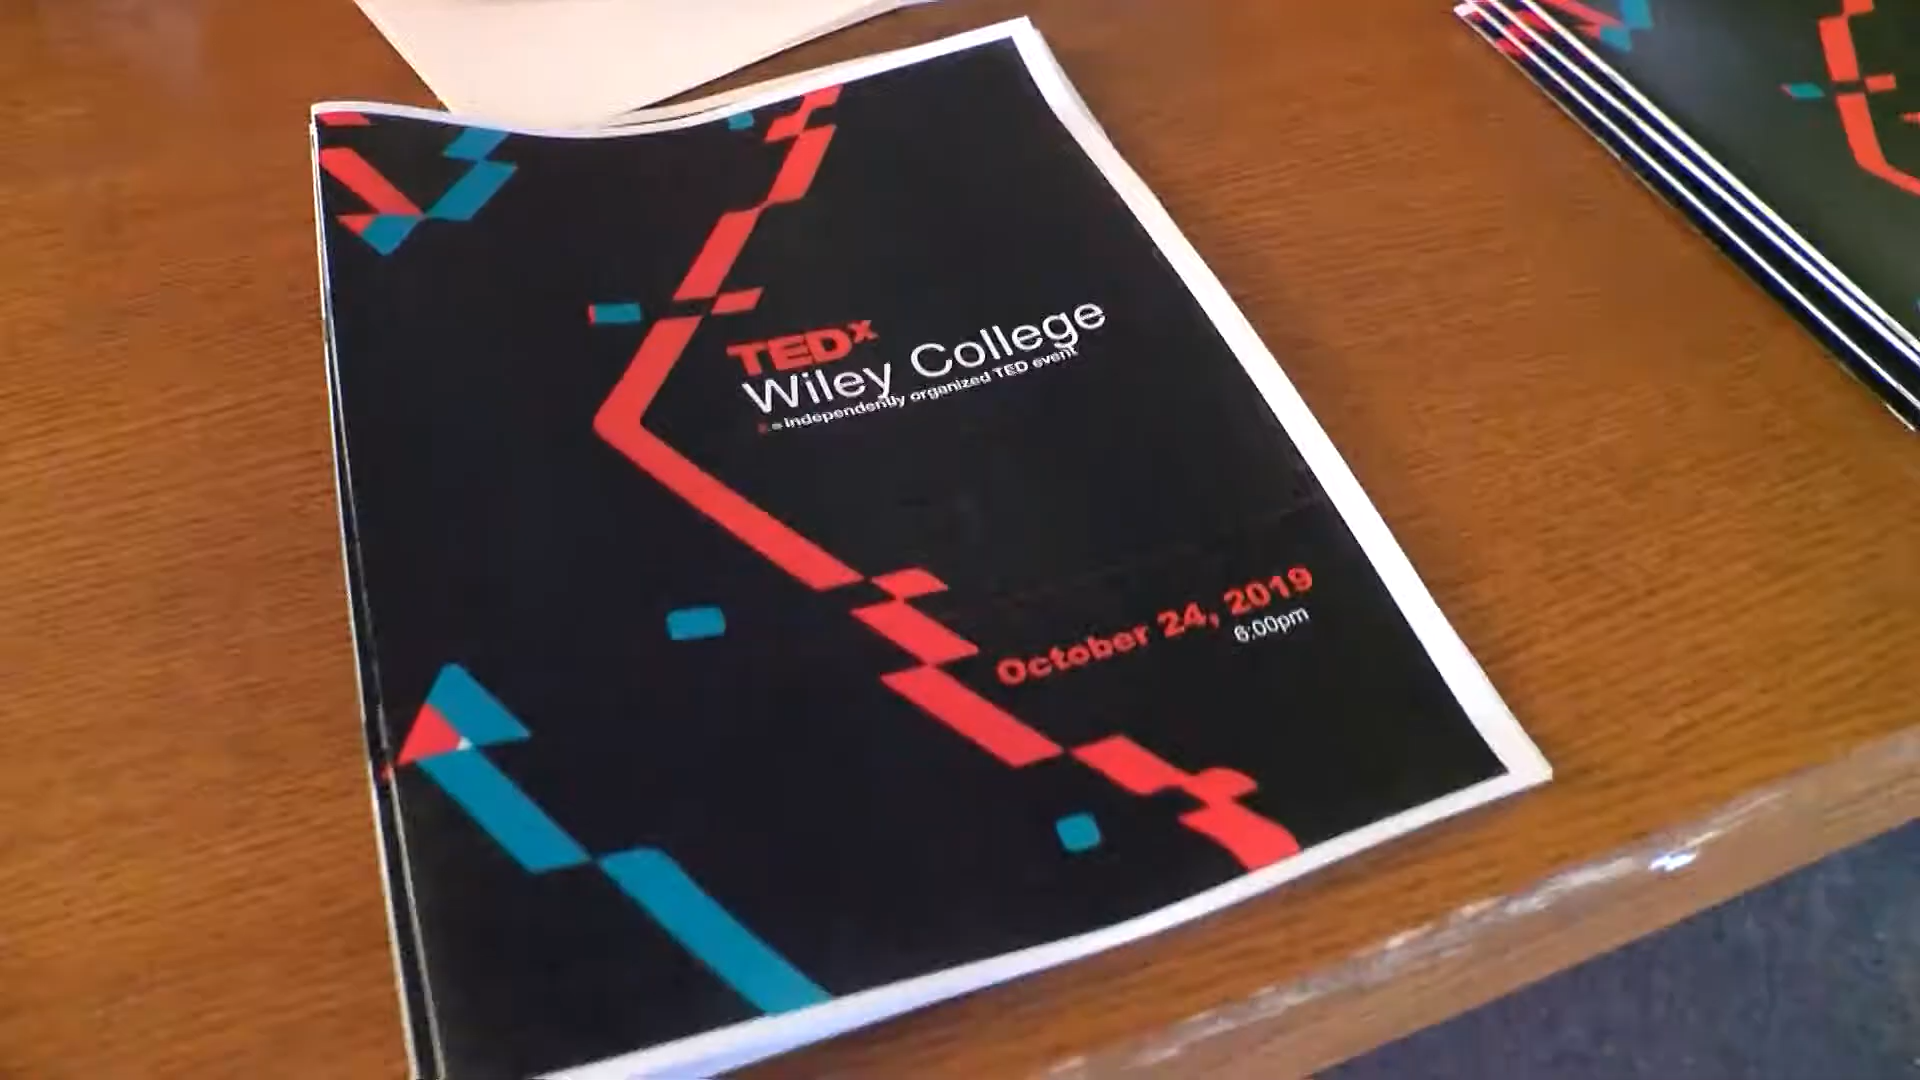 TEDx
Wiley College
x = independently organized TED event
October 24, 2019
6:00pm